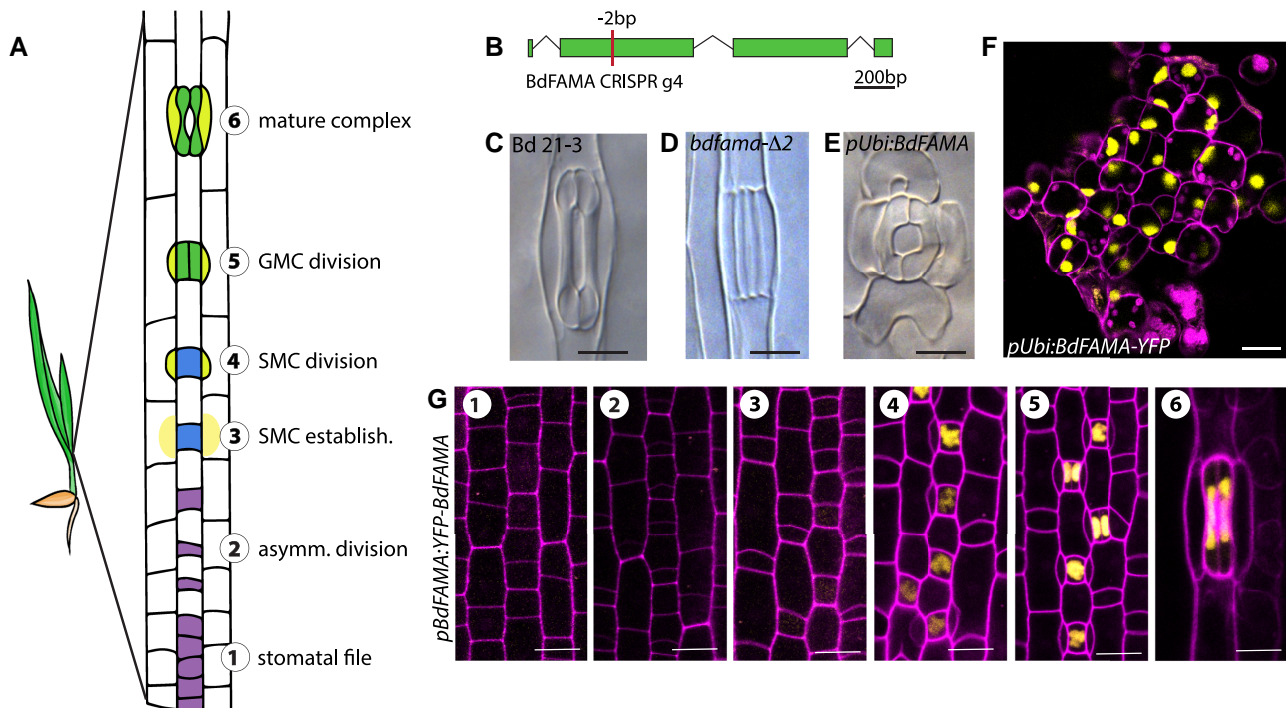 A
6 mature complex
5 GMC division
4 SMC division
3 SMC establish.
2 asymm. division
1 stomatal file
B
-2bp
BdFAMA CRISPR g4
200bp
C Bd 21-3
D bdfama-Δ2
E pUbi:BdFAMA
F
pUbi:BdFAMA-YFP
G
pBdFAMA:YFP-BdFAMA
1 2 3 4 5 6